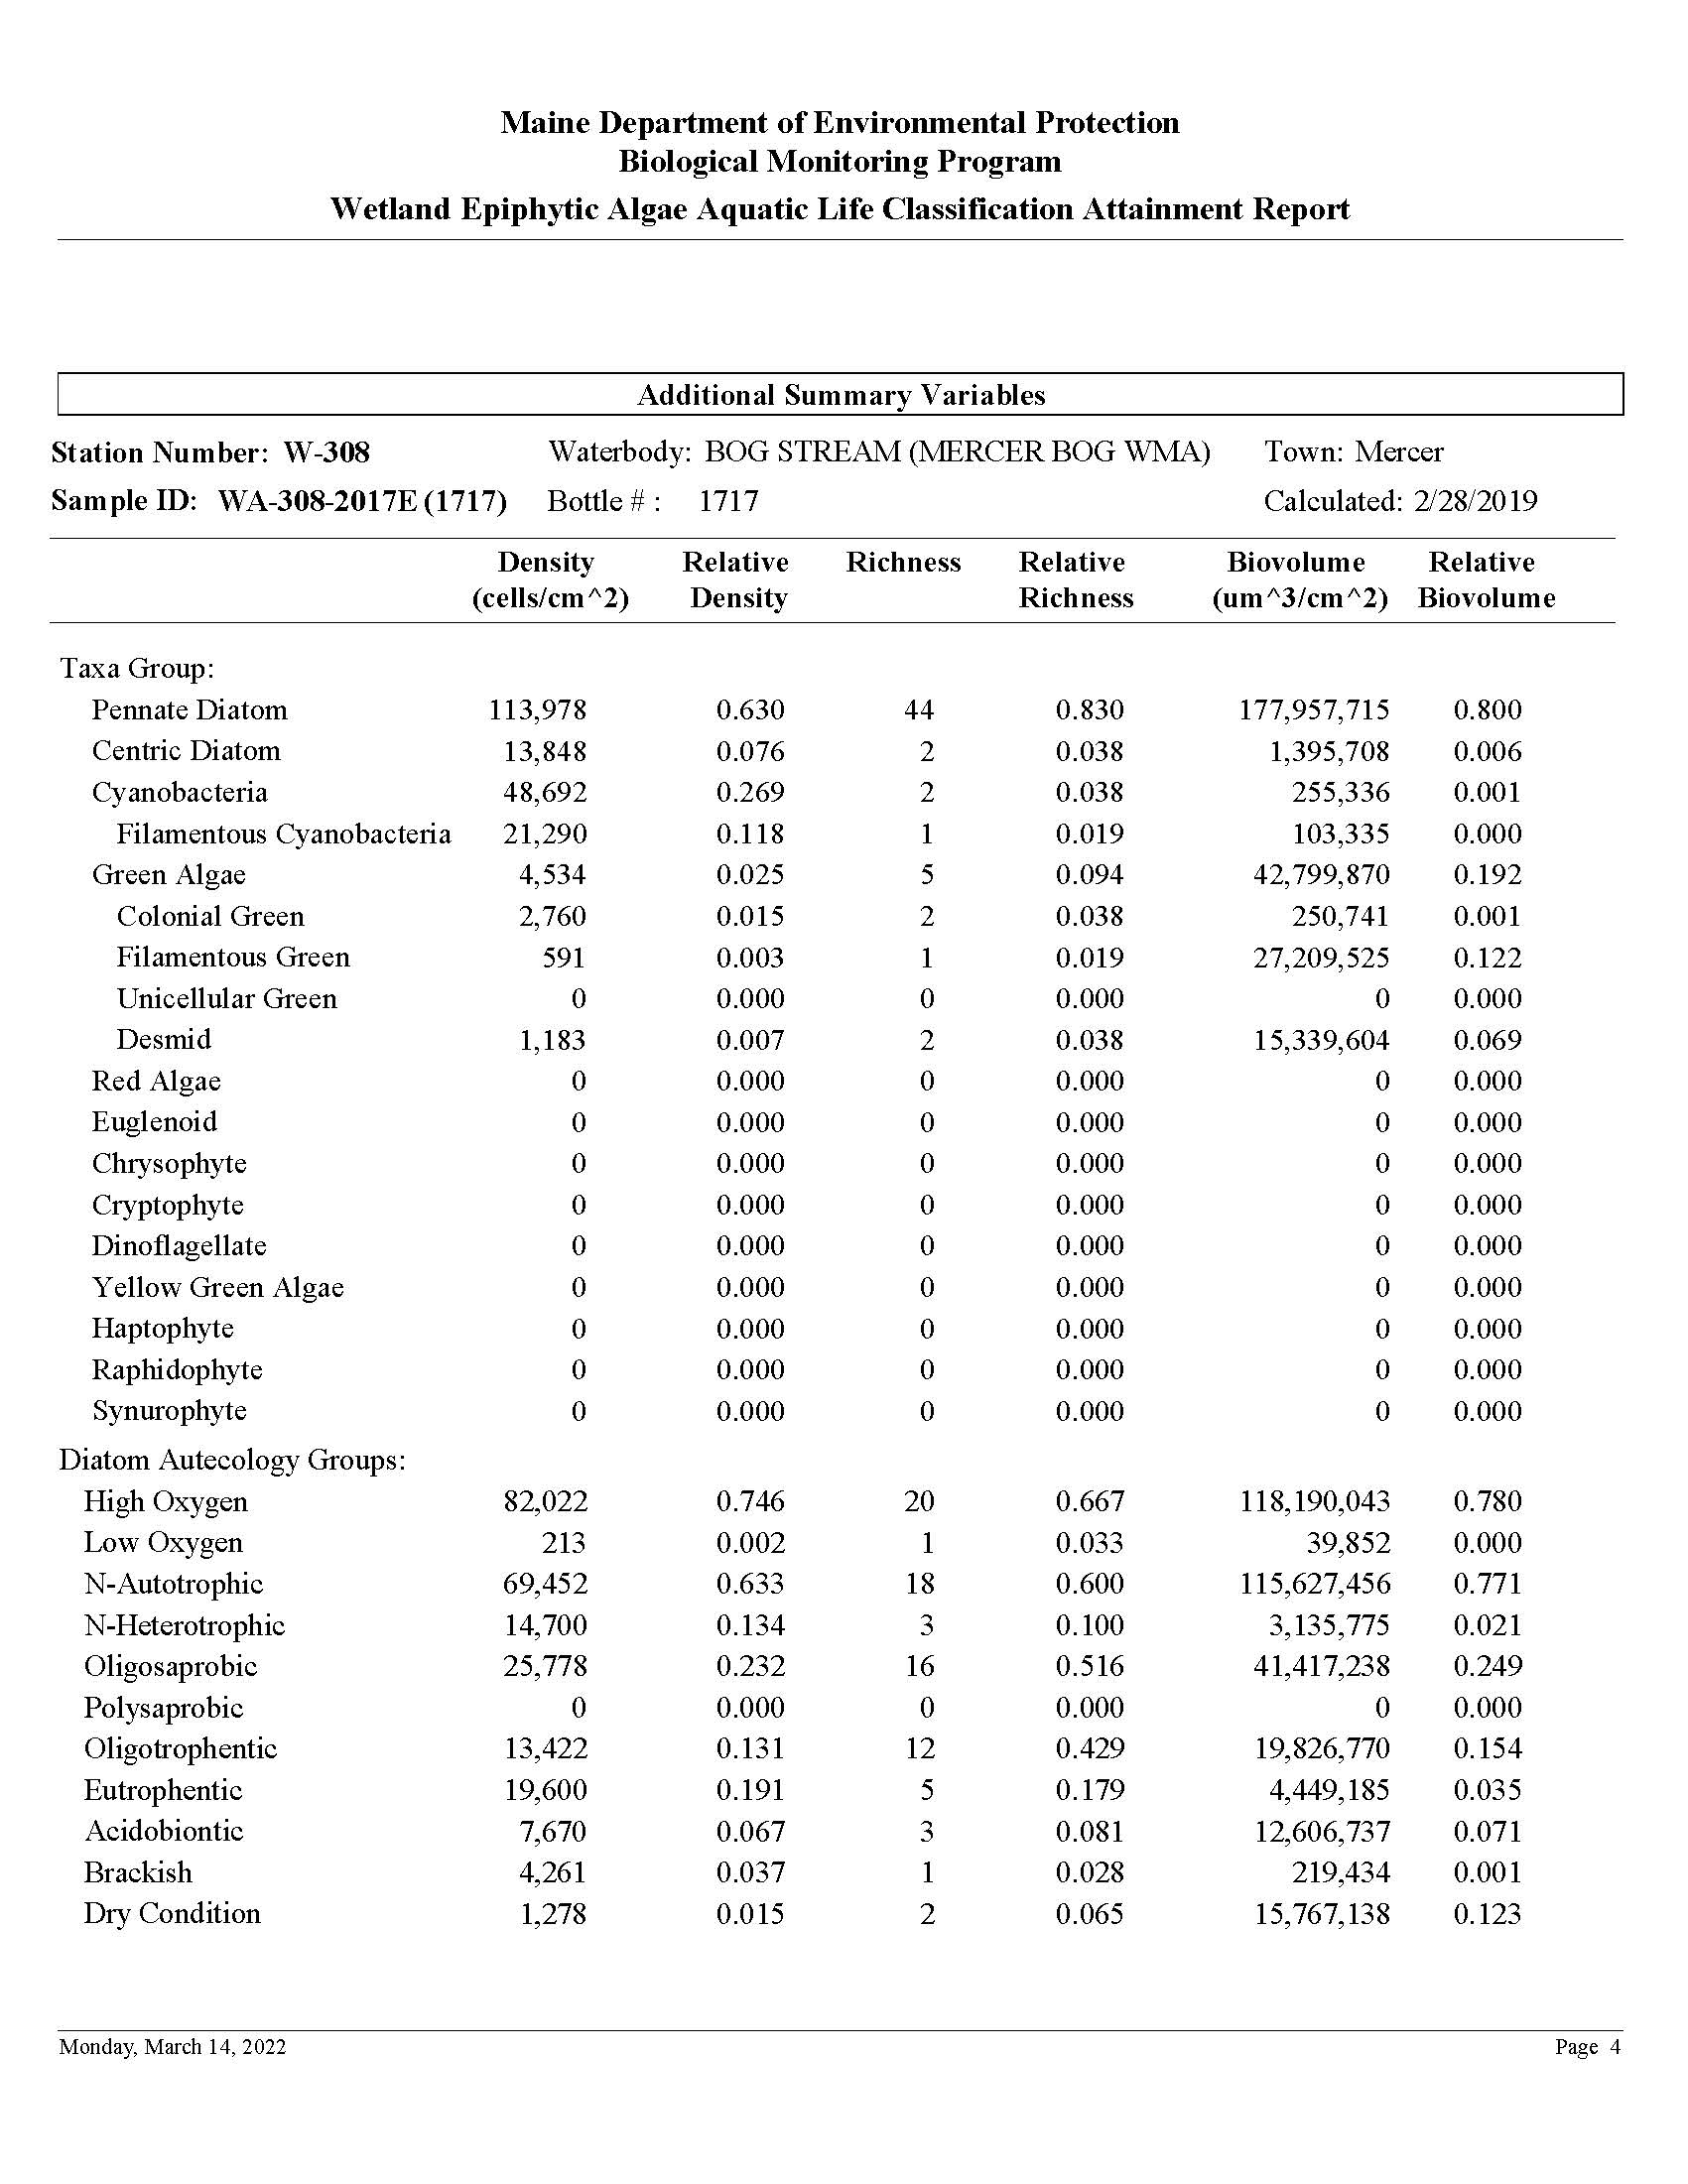 Maine Department of Environmental Protection
Biological Monitoring Program
Wetland Epiphytic Algae Aquatic Life Classification Attainment Report
Additional Summary Variables
Station Number: W-308 Waterbody: BOG STREAM (MERCER BOG WMA) Town: Mercer
Sample ID: WA-308-2017E (1717) Bottle # : 1717 Calculated: 2/28/2019
Density Relative Richness Relative Biovolume Relative
(cells/cm^2) Density Richness (um^3/cm^2) Biovolume
Taxa Group:
Pennate Diatom 113,978 0.630 44 0.830 177,957,715 0.800
Centric Diatom 13,848 0.076 2 0.038 1,395,708 0.006
Cyanobacteria 48,692 0.269 2 0.038 255,336 0.001
Filamentous Cyanobacteria 21,290 0.118 1 0.019 103,335 0.000
Green Algae 4,534 0.025 5 0.094 42,799,870 0.192
Colonial Green 2,760 0.015 2 0.038 250,741 0.001
Filamentous Green 591 0.003 1 0.019 27,209,525 0.122
Unicellular Green 0 0.000 0 0.000 0 0.000
Desmid 1,183 0.007 2 0.038 15,339,604 0.069
Red Algae 0 0.000 0 0.000 0 0.000
Euglenoid 0 0.000 0 0.000 0 0.000
Chrysophyte 0 0.000 0 0.000 0 0.000
Cryptophyte 0 0.000 0 0.000 0 0.000
Dinoflagellate 0 0.000 0 0.000 0 0.000
Yellow Green Algae 0 0.000 0 0.000 0 0.000
Haptophyte 0 0.000 0 0.000 0 0.000
Raphidophyte 0 0.000 0 0.000 0 0.000
Synurophyte 0 0.000 0 0.000 0 0.000
Diatom Autecology Groups:
High Oxygen 82,022 0.746 20 0.667 118,190,043 0.780
Low Oxygen 213 0.002 1 0.033 39,852 0.000
N-Autotrophic 69,452 0.633 18 0.600 115,627,456 0.771
N-Heterotrophic 14,700 0.134 3 0.100 3,135,775 0.021
Oligosaprobic 25,778 0.232 16 0.516 41,417,238 0.249
Polysaprobic 0 0.000 0 0.000 0 0.000
Oligotrophentic 13,422 0.131 12 0.429 19,826,770 0.154
Eutrophentic 19,600 0.191 5 0.179 4,449,185 0.035
Acidobiontic 7,670 0.067 3 0.081 12,606,737 0.071
Brackish 4,261 0.037 1 0.028 219,434 0.001
Dry Condition 1,278 0.015 2 0.065 15,767,138 0.123
Monday, March 14, 2022 Page 4